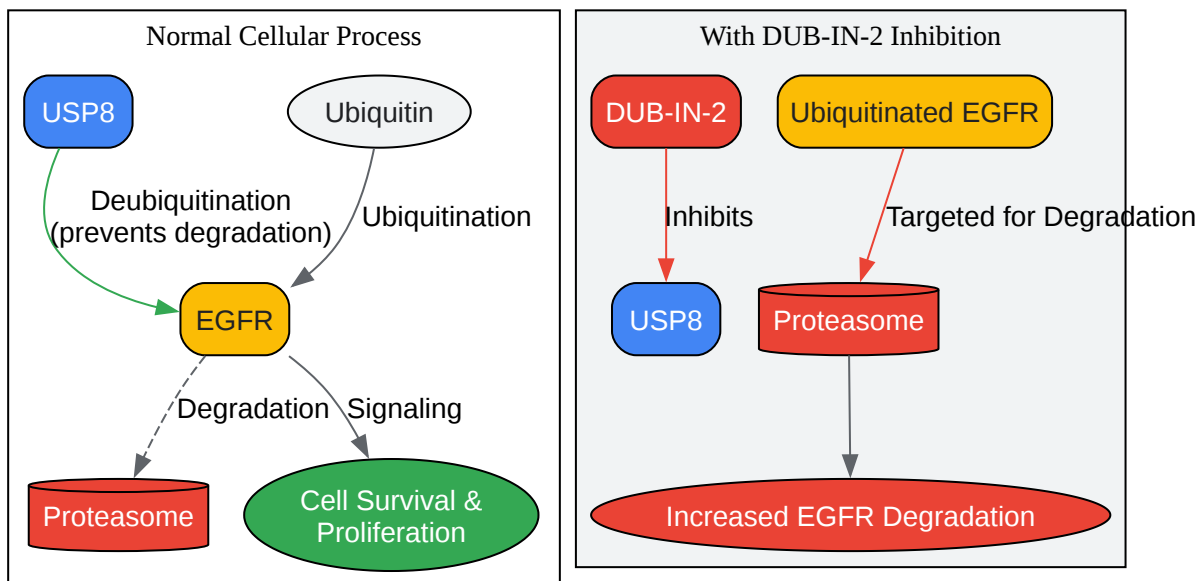 Normal Cellular Process
USP8
Ubiquitin
Deubiquitination
(prevents degradation)
Ubiquitination
EGFR
Degradation
Signaling
Proteasome
Cell Survival &
Proliferation
With DUB-IN-2 Inhibition
DUB-IN-2
Ubiquitinated EGFR
Inhibits
Targeted for Degradation
USP8
Proteasome
Increased EGFR Degradation